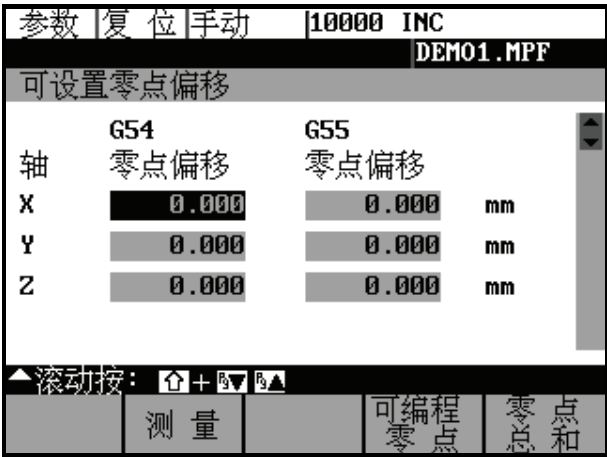 参数 复 位 手动 10000 INC
DEMO1.MPF
可设置零点偏移
G54 G55
轴 零点偏移 零点偏移
X 0.000 0.000 mm
Y 0.000 0.000 mm
Z 0.000 0.000 mm
滚动按: ⇧+
测 量 可编程零 点 零 点总 和